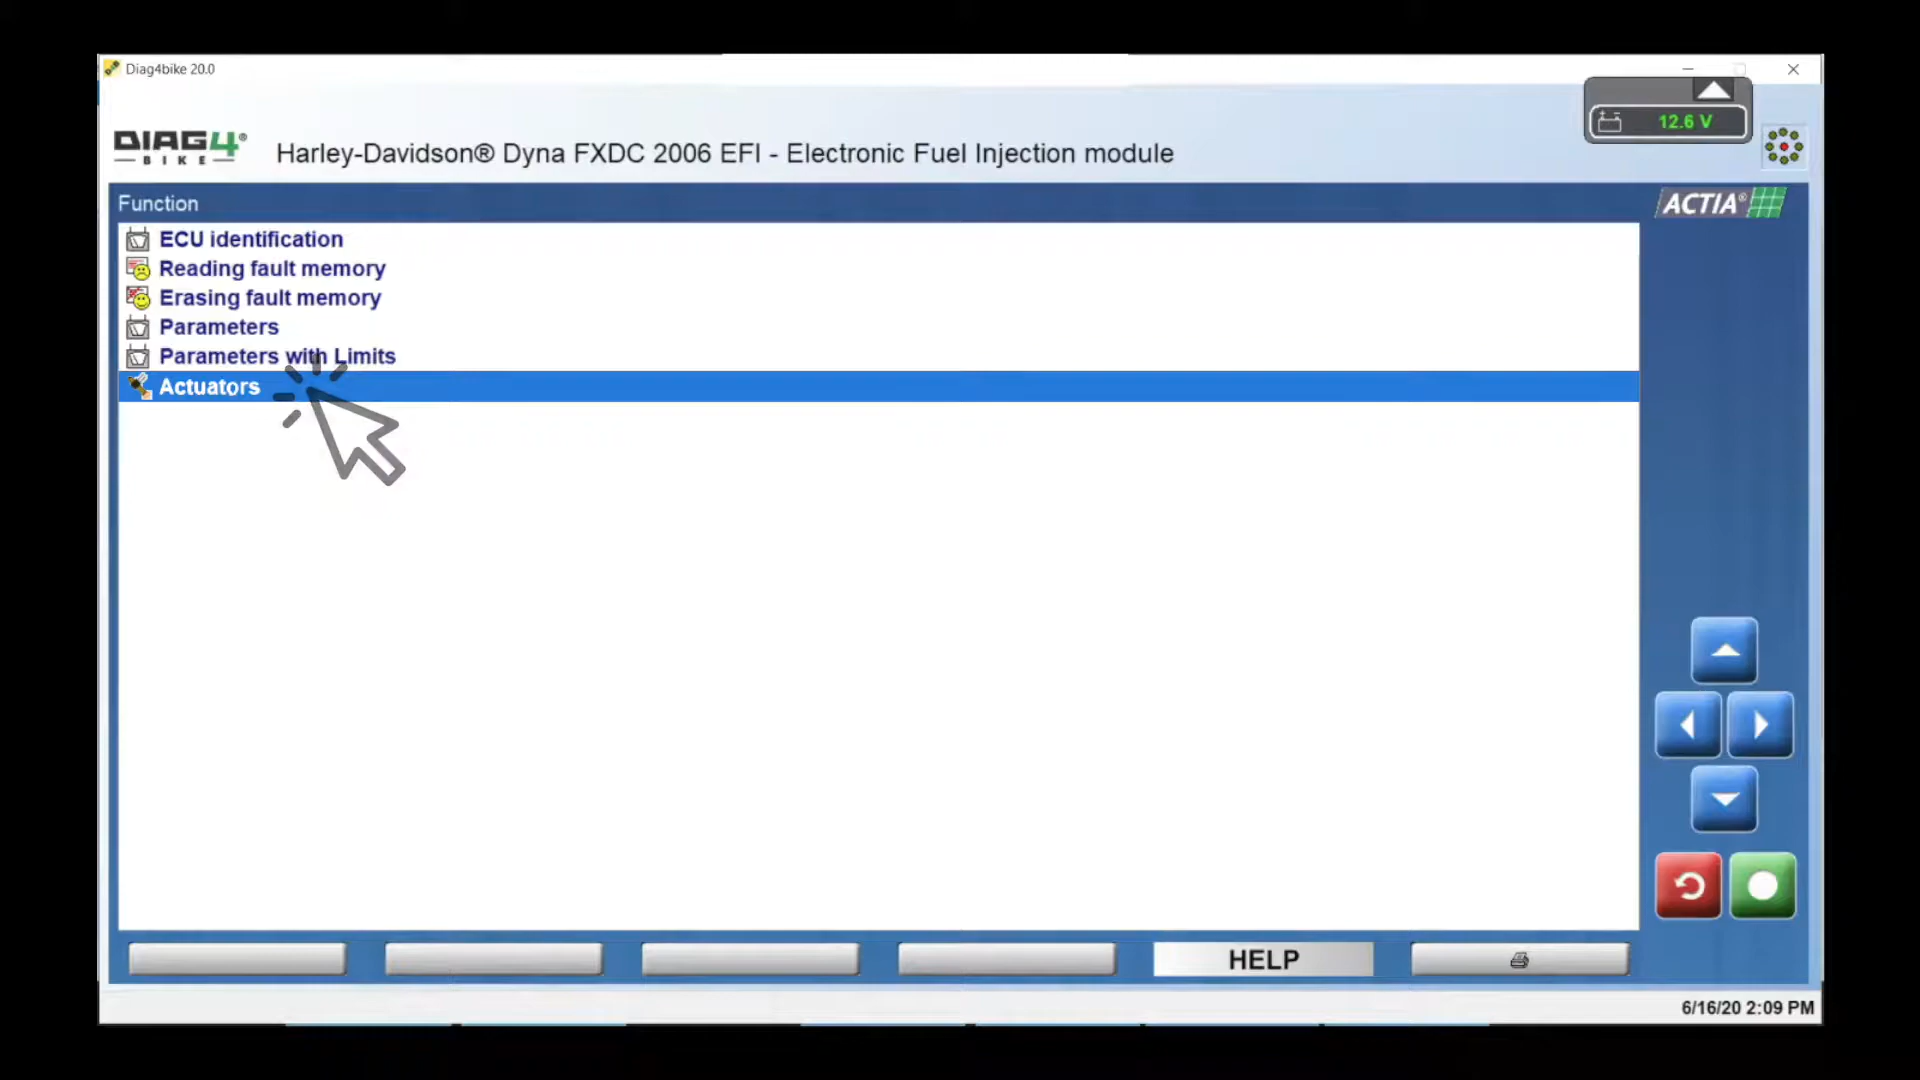 Diag4bike 20.0
12.6 V
DIAG4®
BIKE
Harley-Davidson® Dyna FXDC 2006 EFI - Electronic Fuel Injection module
Function
ACTIA®
ECU identification
Reading fault memory
Erasing fault memory
Parameters
Parameters with Limits
Actuators
HELP
6/16/20 2:09 PM